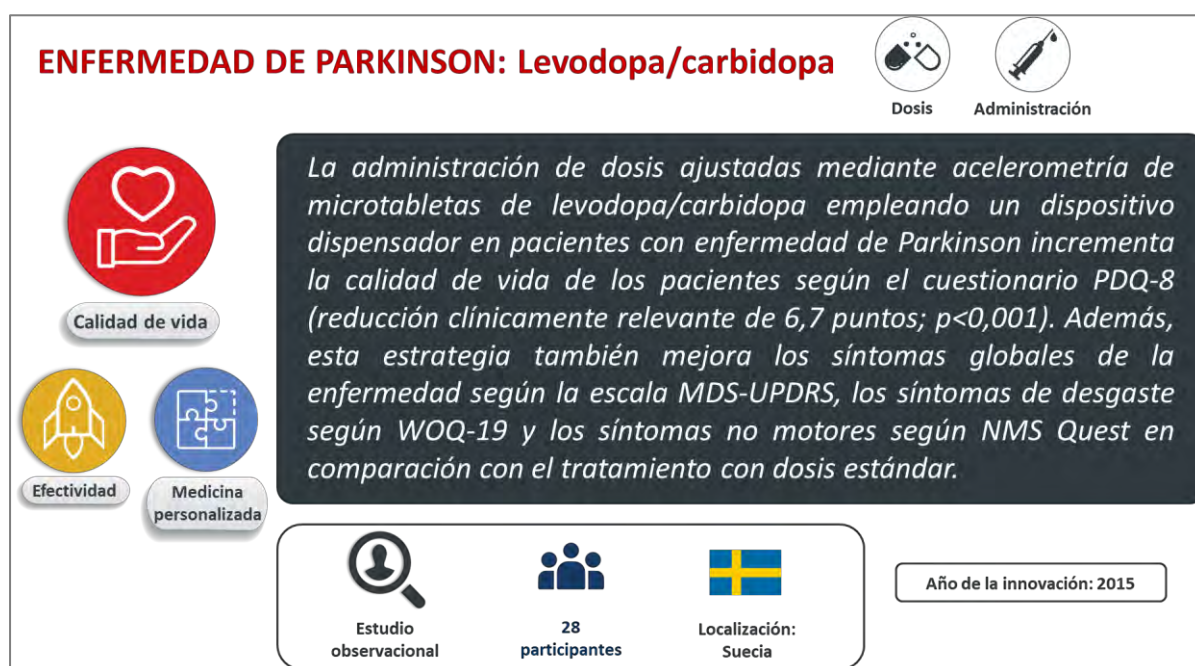 ENFERMEDAD DE PARKINSON: Levodopa/carbidopa
Dosis
Administración
La administración de dosis ajustadas mediante acelerometría de
microtabletas de levodopa/carbidopa empleando un dispositivo
dispensador en pacientes con enfermedad de Parkinson incrementa
la calidad de vida de los pacientes según el cuestionario PDQ-8
(reducción clínicamente relevante de 6,7 puntos; p<0,001). Además,
esta estrategia también mejora los síntomas globales de la
enfermedad según la escala MDS-UPDRS, los síntomas de desgaste
según WOQ-19 y los síntomas no motores según NMS Quest en
comparación con el tratamiento con dosis estándar.
Calidad de vida
Efectividad
Medicina
personalizada
Estudio
observacional
28
participantes
Localización:
Suecia
Año de la innovación: 2015